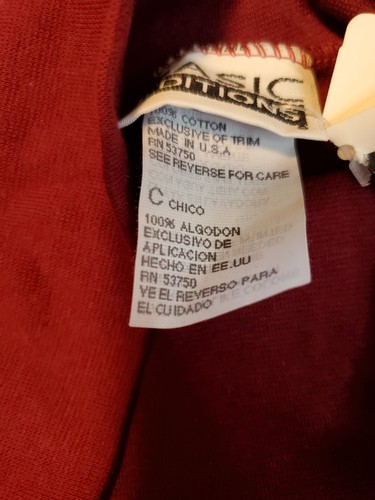 ASIC
DITIONS
100% COTTON
EXCLUSIVE OF TRIM
MADE IN U.S.A
RN 53750
SEE REVERSE FOR CARE
C CHICO
100% ALGODON
EXCLUSIVO DE
APLICACION
HECHO EN EE.UU
RN 53750
VE EL REVERSO PARA
EL CUIDADO